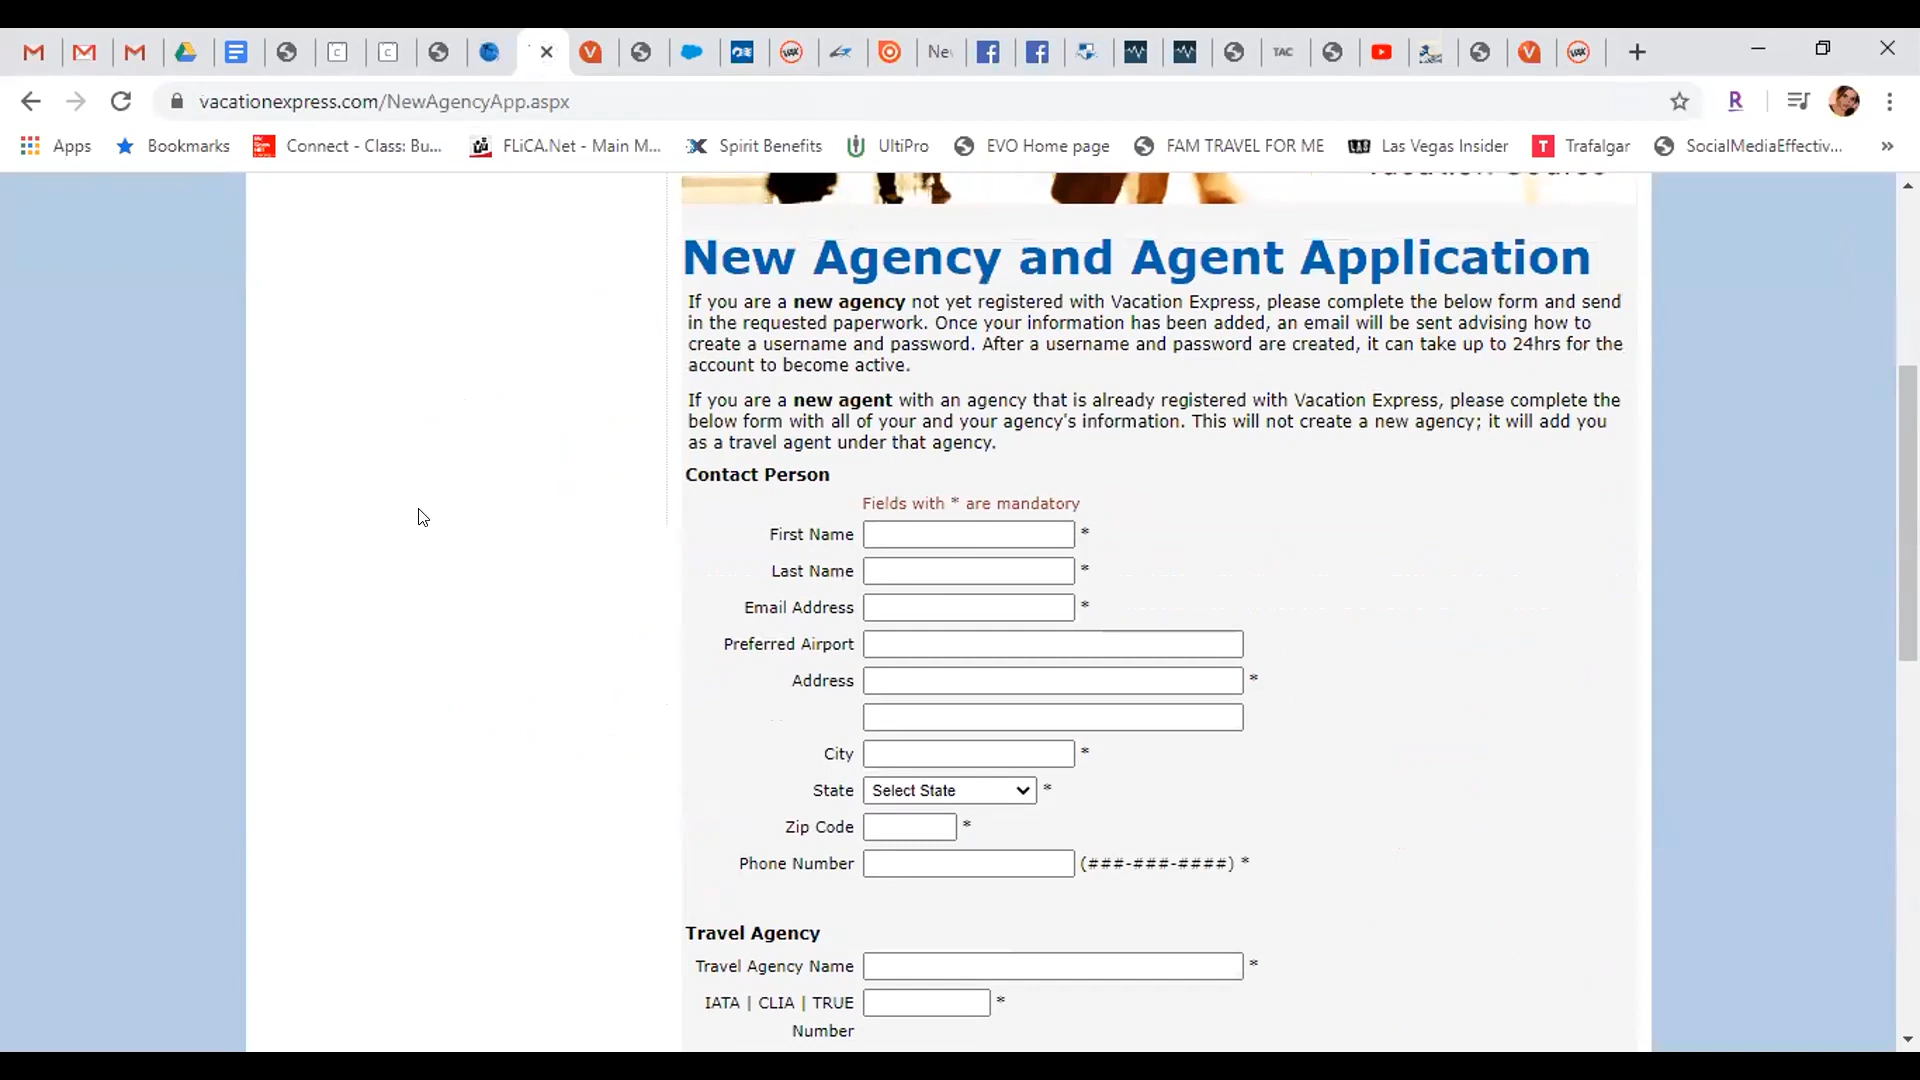 Ne
TAC
vacationexpress.com/NewAgencyApp.aspx
R
Apps
Bookmarks
Connect - Class: Bu...
FLiCA.Net - Main M...
Spirit Benefits
UltiPro
EVO Home page
FAM TRAVEL FOR ME
Las Vegas Insider
T Trafalgar
SocialMediaEffectiv...
»
New Agency and Agent Application
If you are a new agency not yet registered with Vacation Express, please complete the below form and send
in the requested paperwork. Once your information has been added, an email will be sent advising how to
create a username and password. After a username and password are created, it can take up to 24hrs for the
account to become active.
If you are a new agent with an agency that is already registered with Vacation Express, please complete the
below form with all of your and your agency's information. This will not create a new agency; it will add you
as a travel agent under that agency.
Contact Person
Fields with * are mandatory
First Name *
Last Name *
Email Address *
Preferred Airport
Address *
City *
State Select State *
Zip Code *
Phone Number (###-###-####) *
Travel Agency
Travel Agency Name *
IATA | CLIA | TRUE *
Number